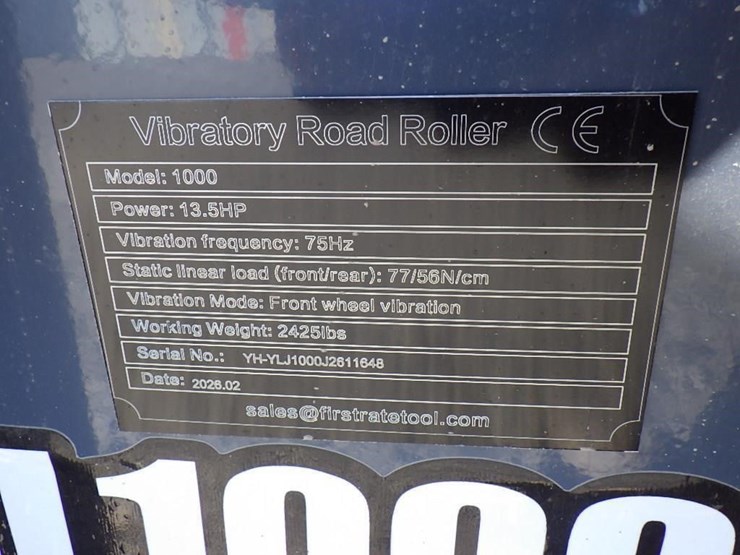 Vibratory Road Roller CE
Model: 1000
Power: 13.5HP
Vibration frequency: 75Hz
Static linear load (front/rear): 77/56N/cm
Vibration Mode: Front wheel vibration
Working Weight: 2425lbs
Serial No.: YH-YLJ1000J2611648
Date: 2026.02
sales@firstratetool.com
1000